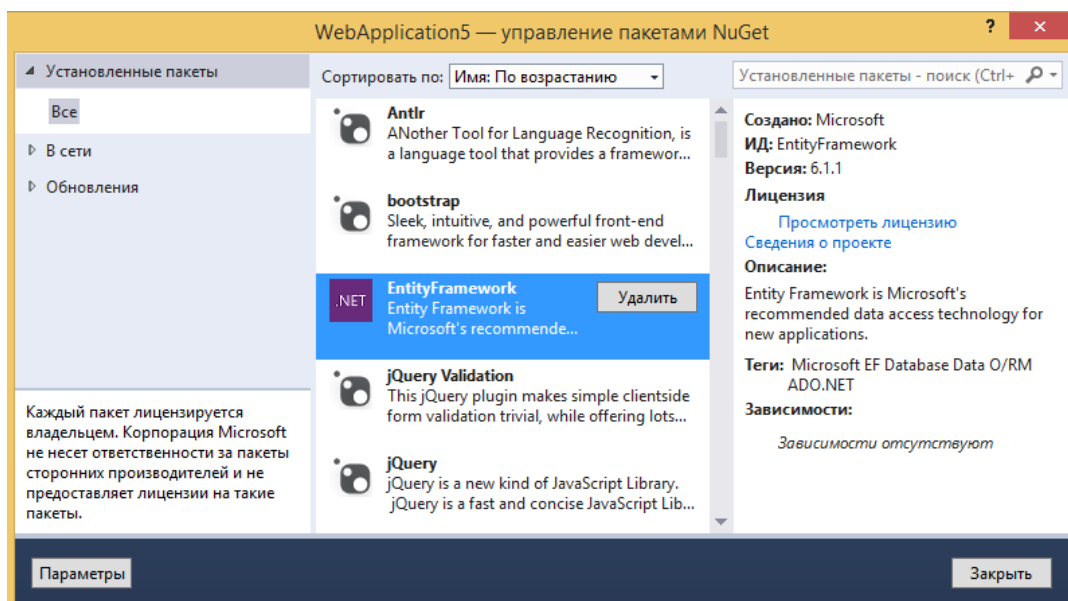 WebApplication5 — управление пакетами NuGet
?
Установленные пакеты
Все
В сети
Обновления
Каждый пакет лицензируется
владельцем. Корпорация Microsoft
не несет ответственности за пакеты
сторонних производителей и не
предоставляет лицензии на такие
пакеты.
Сортировать по: Имя: По возрастанию
Antlr
ANother Tool for Language Recognition, is
a language tool that provides a framewor...
bootstrap
Sleek, intuitive, and powerful front-end
framework for faster and easier web devel...
.NET
EntityFramework
Entity Framework is
Microsoft's recommende...
Удалить
jQuery Validation
This jQuery plugin makes simple clientside
form validation trivial, while offering lots...
jQuery
jQuery is a new kind of JavaScript Library.
jQuery is a fast and concise JavaScript Lib...
Установленные пакеты - поиск (Ctrl+
Создано: Microsoft
ИД: EntityFramework
Версия: 6.1.1
Лицензия
Просмотреть лицензию
Сведения о проекте
Описание:
Entity Framework is Microsoft's
recommended data access technology for
new applications.
Теги: Microsoft EF Database Data O/RM
ADO.NET
Зависимости:
Зависимости отсутствуют
Параметры
Закрыть